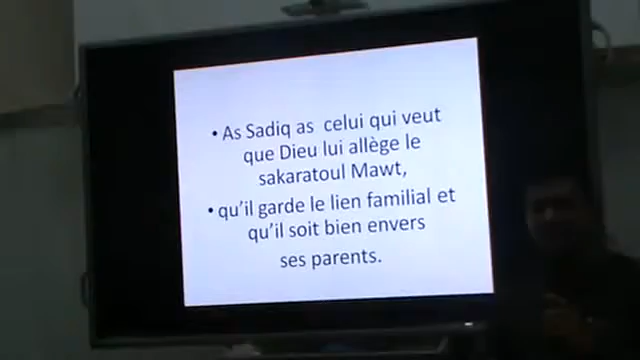 • As Sadiq as celui qui veut
que Dieu lui allège le
sakaratoul Mawt,
• qu'il garde le lien familial et
qu'il soit bien envers
ses parents.